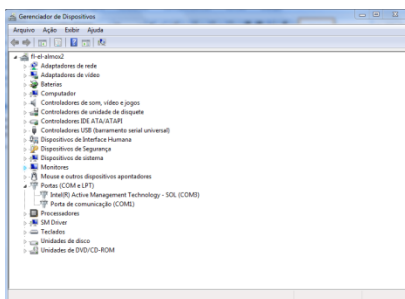 Gerenciador de Dispositivos
Arquivo Ação Exibir Ajuda
fl-el-almox2
Adaptadores de rede
Adaptadores de vídeo
Baterias
Computador
Controladores de som, vídeo e jogos
Controladores de unidade de disquete
Controladores IDE ATA/ATAPI
Controladores USB (barramento serial universal)
Dispositivos de Interface Humana
Dispositivos de Segurança
Dispositivos de sistema
Monitores
Mouse e outros dispositivos apontadores
Portas (COM e LPT)
Intel(R) Active Management Technology - SOL (COM3)
Porta de comunicação (COM1)
Processadores
SM Driver
Teclados
Unidades de disco
Unidades de DVD/CD-ROM